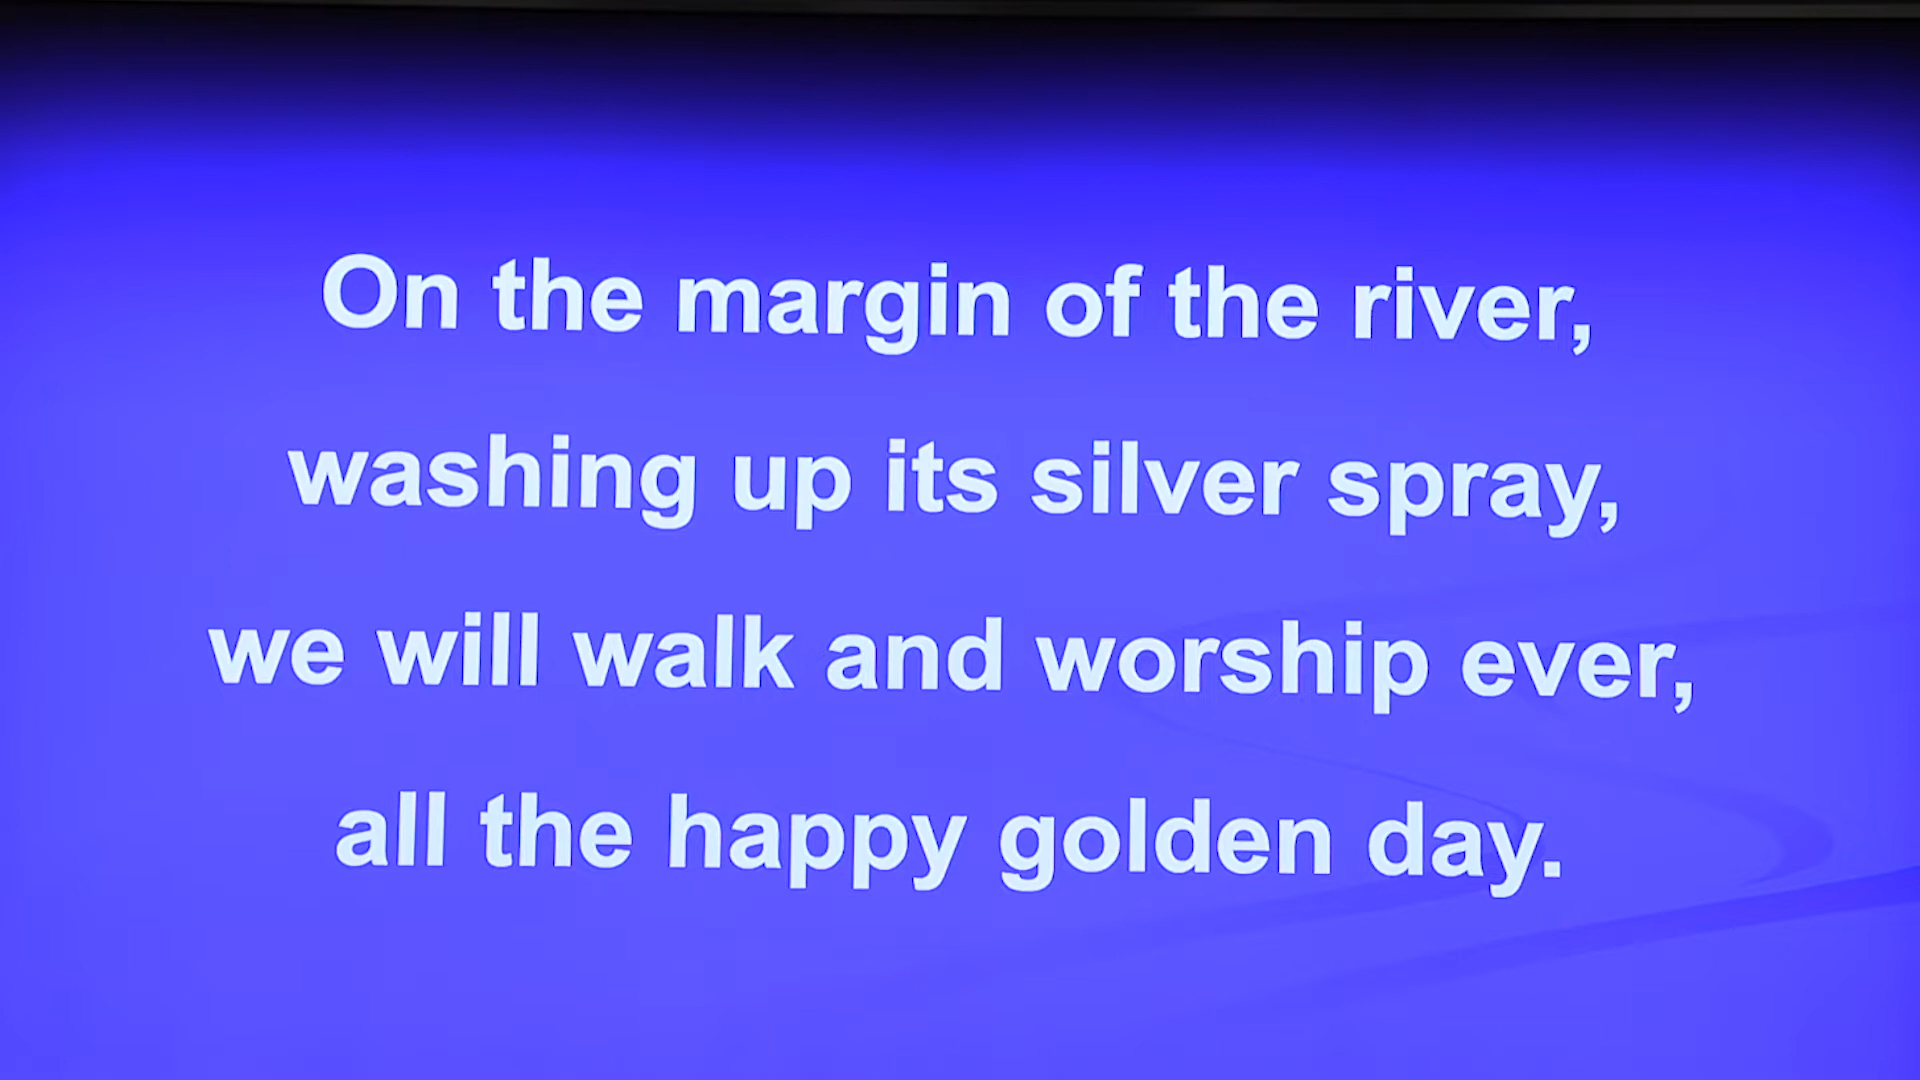 On the margin of the river,
washing up its silver spray,
we will walk and worship ever,
all the happy golden day.